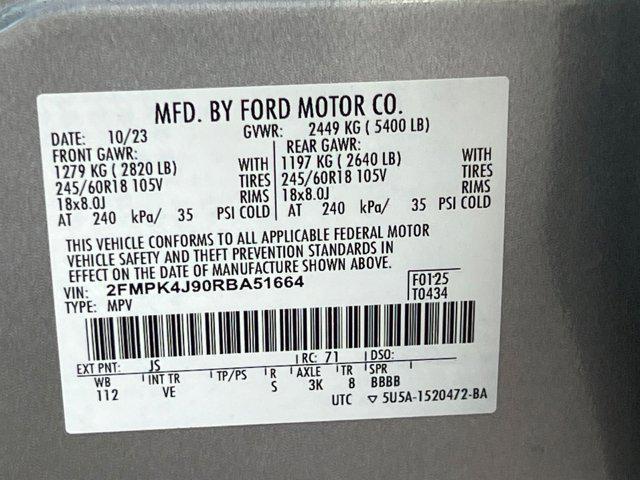 MFD. BY FORD MOTOR CO.
DATE: 10/23 GVWR: 2449 KG ( 5400 LB)
FRONT GAWR: REAR GAWR:
1279 KG ( 2820 LB) WITH 1197 KG ( 2640 LB) WITH
245/60R18 105V TIRES 245/60R18 105V TIRES
18x8.0J RIMS 18x8.0J RIMS
AT 240 kPa/ 35 PSI COLD AT 240 kPa/ 35 PSI COLD
THIS VEHICLE CONFORMS TO ALL APPLICABLE FEDERAL MOTOR
VEHICLE SAFETY AND THEFT PREVENTION STANDARDS IN
EFFECT ON THE DATE OF MANUFACTURE SHOWN ABOVE.
VIN: 2FMPK4J90RBA51664 F0125
TYPE: MPV T0434
EXT PNT: JS RC: 71 DSO:
WB INT TR TP/PS R AXLE TR SPR
112 VE S 3K 8 BBBB
UTC ▽ 5U5A-1520472-BA